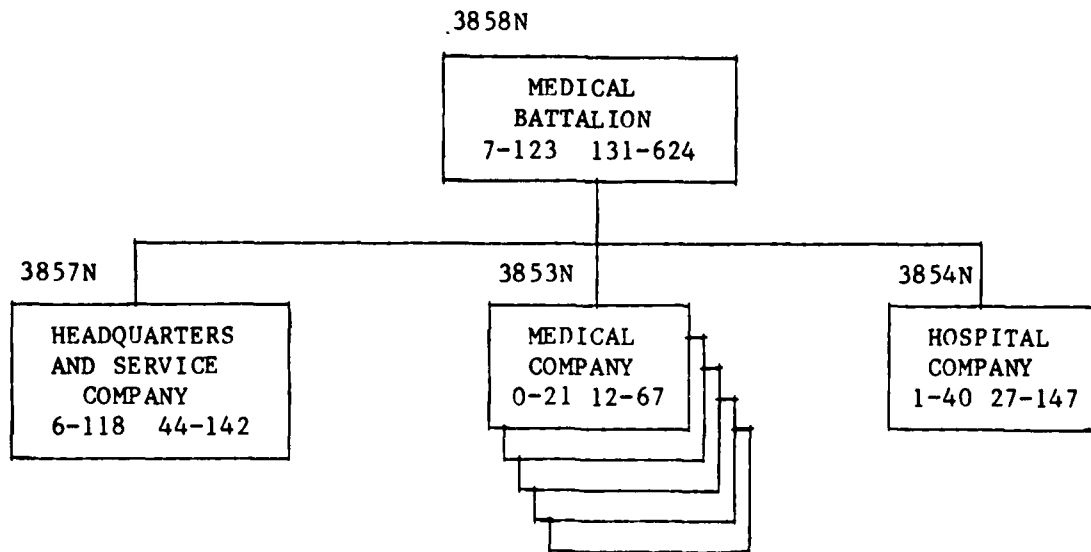 3858N
MEDICAL
BATTALION
7-123 131-624
3857N
HEADQUARTERS
AND SERVICE
COMPANY
6-118 44-142
3853N
MEDICAL
COMPANY
0-21 12-67
3854N
HOSPITAL
COMPANY
1-40 27-147